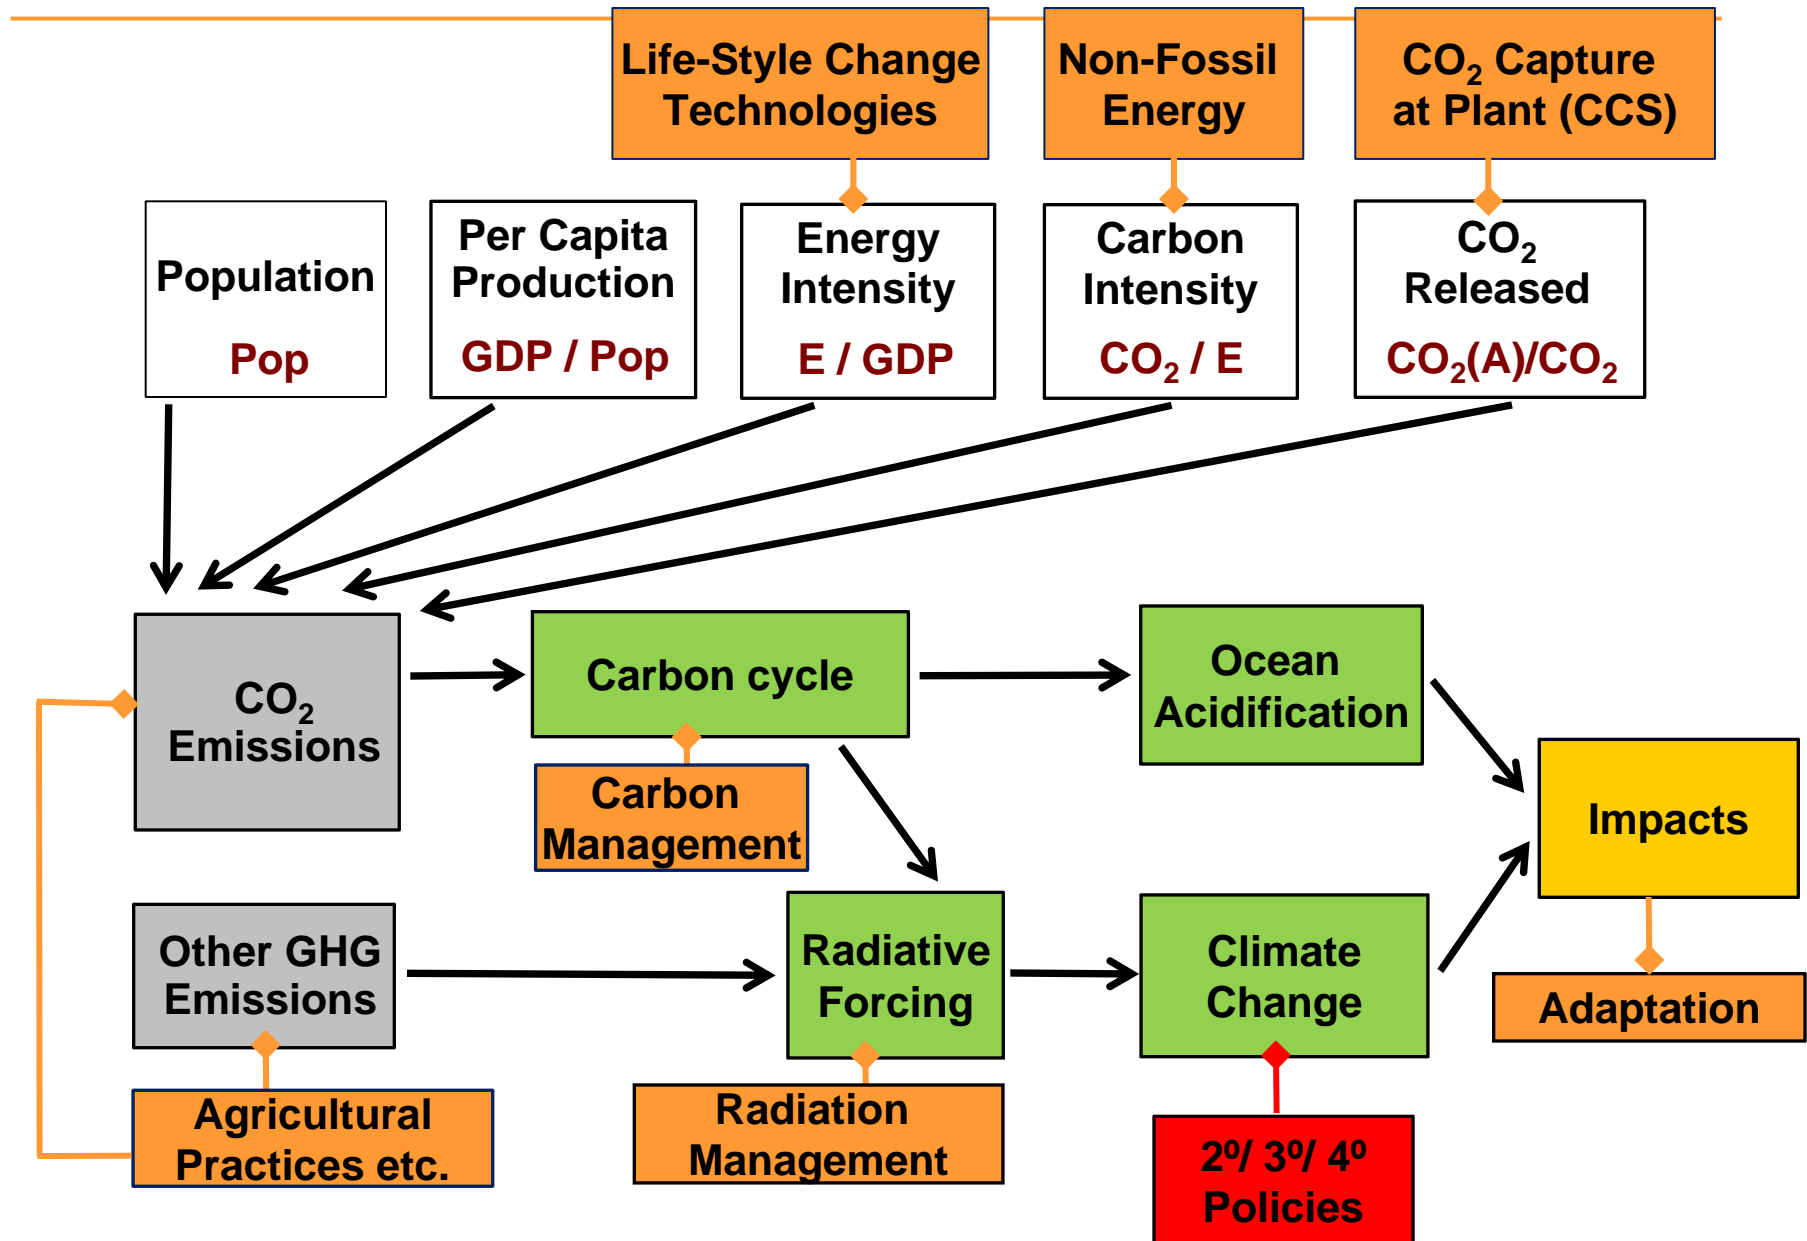 Life-Style Change
Technologies
Non-Fossil
Energy
CO₂ Capture
at Plant (CCS)
Population
Pop
Per Capita
Production
GDP / Pop
Energy
Intensity
E / GDP
Carbon
Intensity
CO₂ / E
CO₂
Released
CO₂(A)/CO₂
CO₂
Emissions
Carbon cycle
Ocean
Acidification
Carbon
Management
Impacts
Other GHG
Emissions
Radiative
Forcing
Climate
Change
Adaptation
Agricultural
Practices etc.
Radiation
Management
2º/ 3º/ 4º
Policies